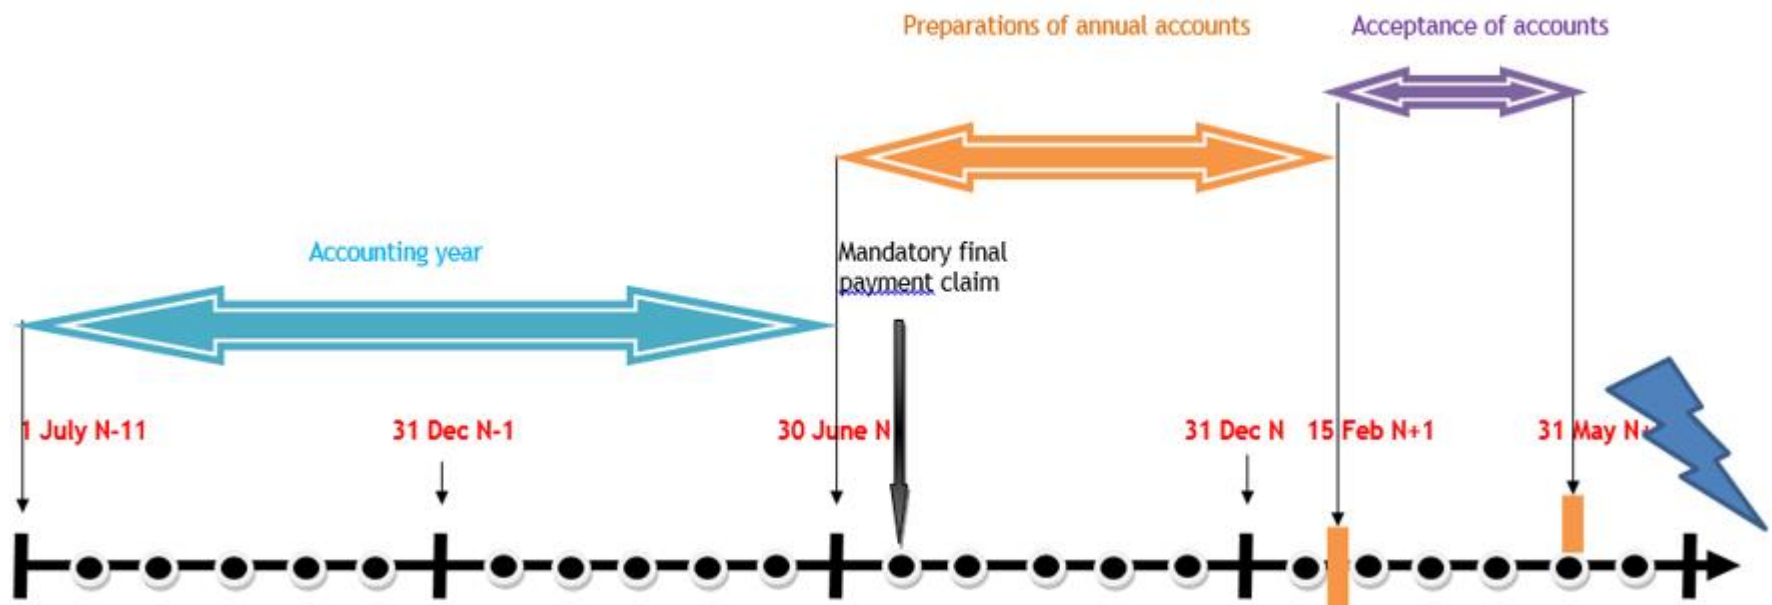 Preparations of annual accounts
Acceptance of accounts
Accounting year
Mandatory final
payment claim
1 July N-11
31 Dec N-1
30 June N
31 Dec N
15 Feb N+1
31 May N+